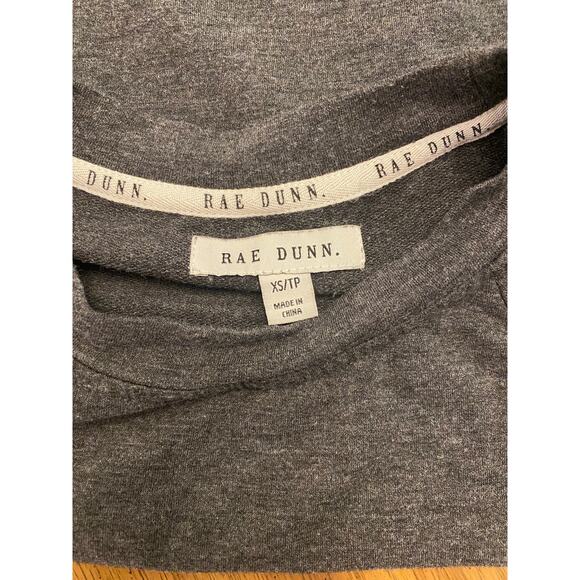 DUNN. RAE DUNN. RAE DUNN.
RAE DUNN.
XS/TP
MADE IN
CHINA